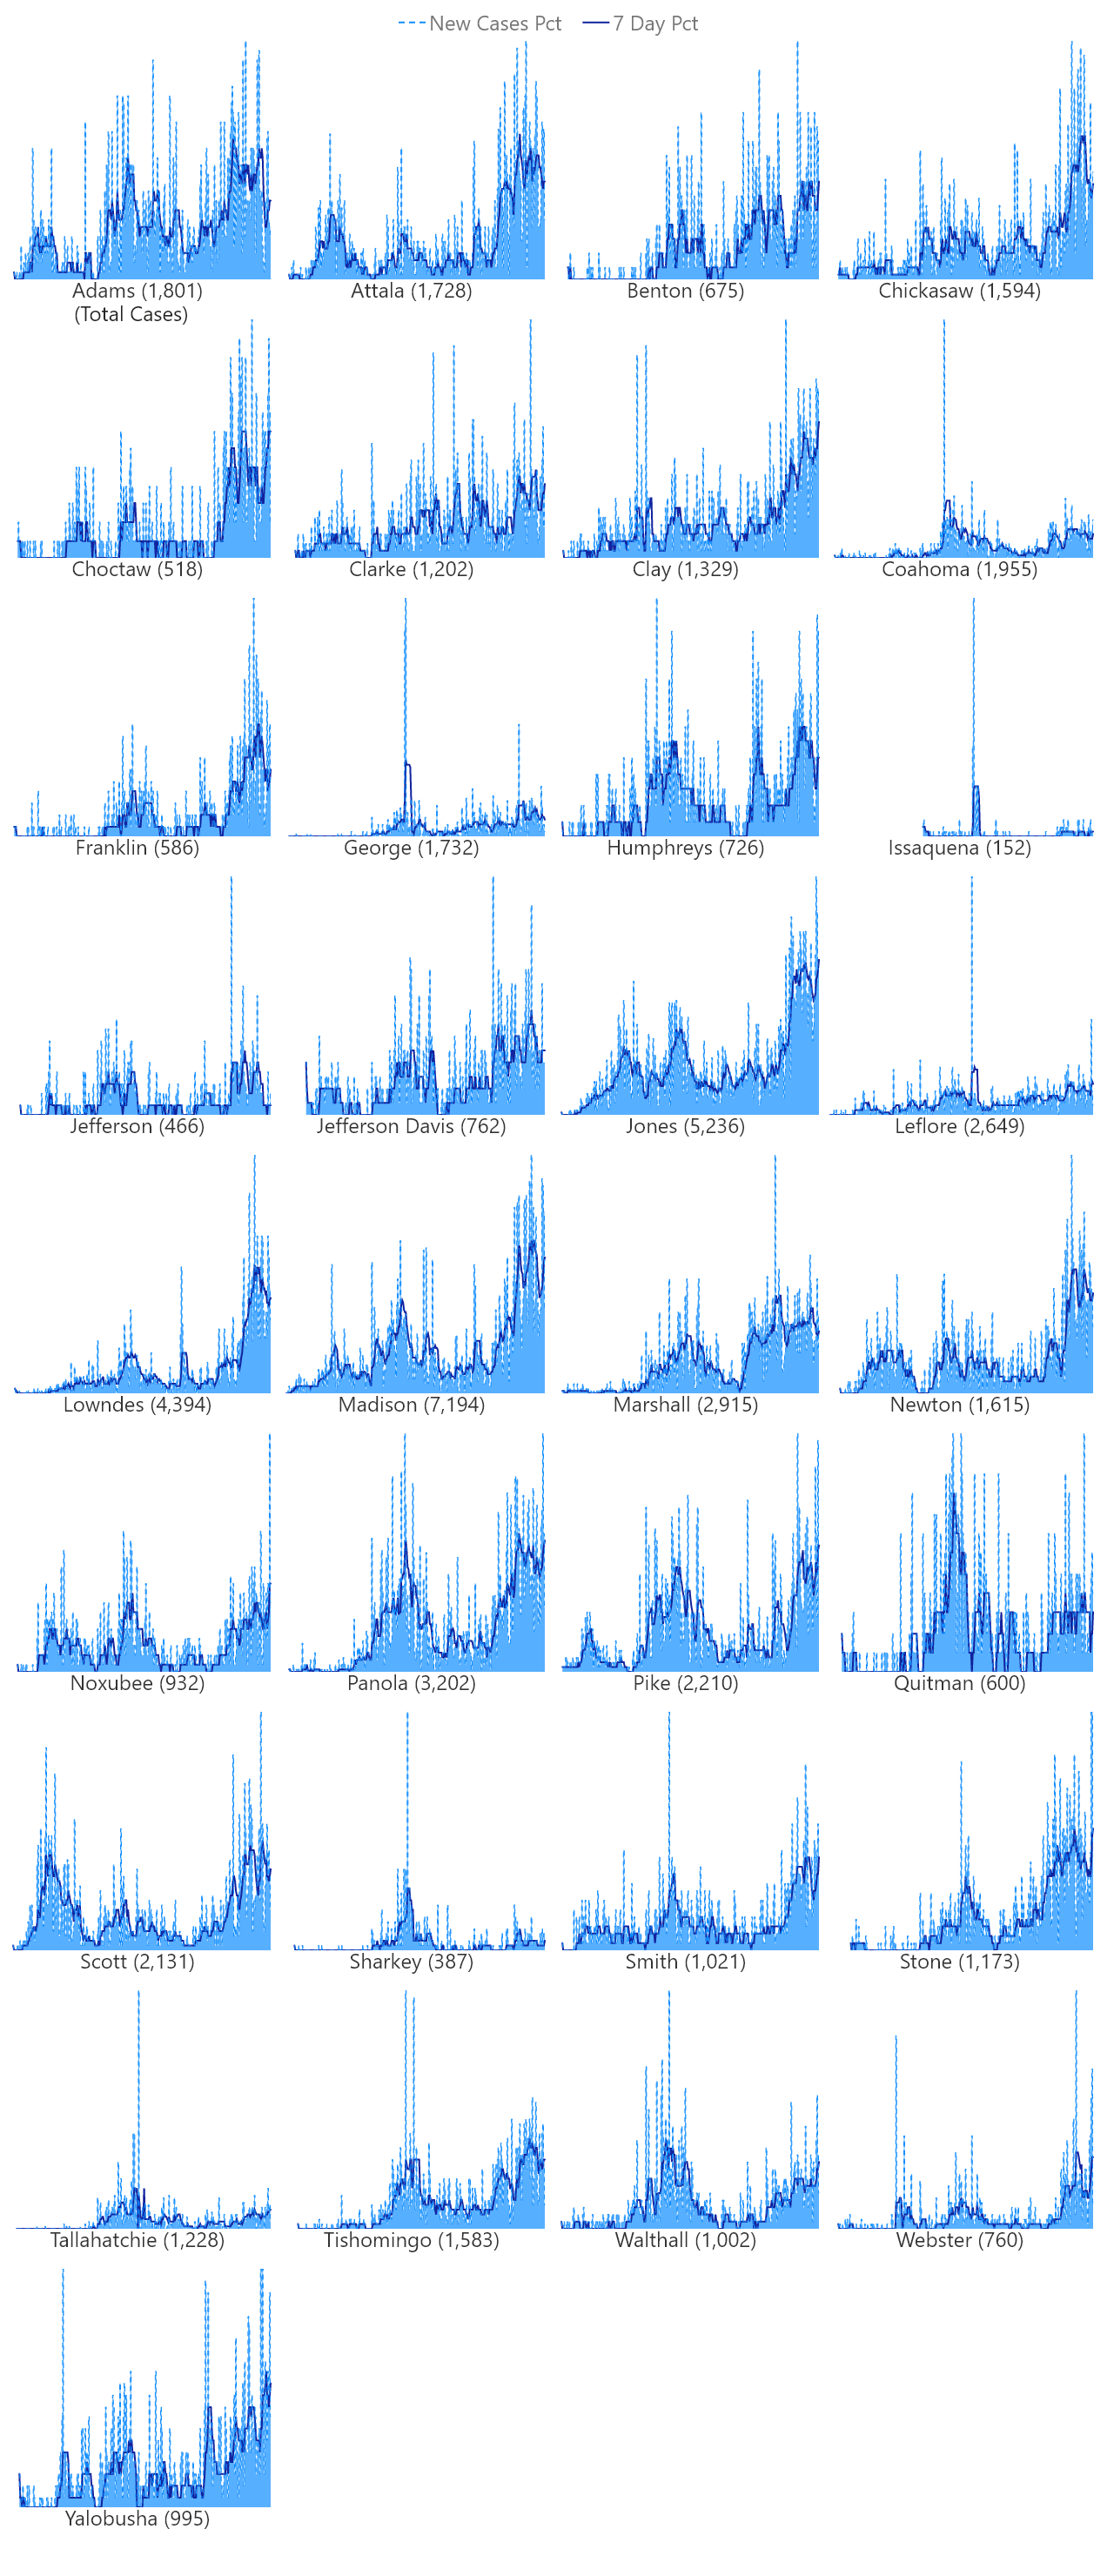 New Cases Pct 7 Day Pct
Adams (1,801) Attala (1,728) Benton (675) Chickasaw (1,594)
(Total Cases)
Choctaw (518) Clarke (1,202) Clay (1,329) Coahoma (1,955)
Franklin (586) George (1,732) Humphreys (726) Issaquena (152)
Jefferson (466) Jefferson Davis (762) Jones (5,236) Leflore (2,649)
Lowndes (4,394) Madison (7,194) Marshall (2,915) Newton (1,615)
Noxubee (932) Panola (3,202) Pike (2,210) Quitman (600)
Scott (2,131) Sharkey (387) Smith (1,021) Stone (1,173)
Tallahatchie (1,228) Tishomingo (1,583) Walthall (1,002) Webster (760)
Yalobusha (995)